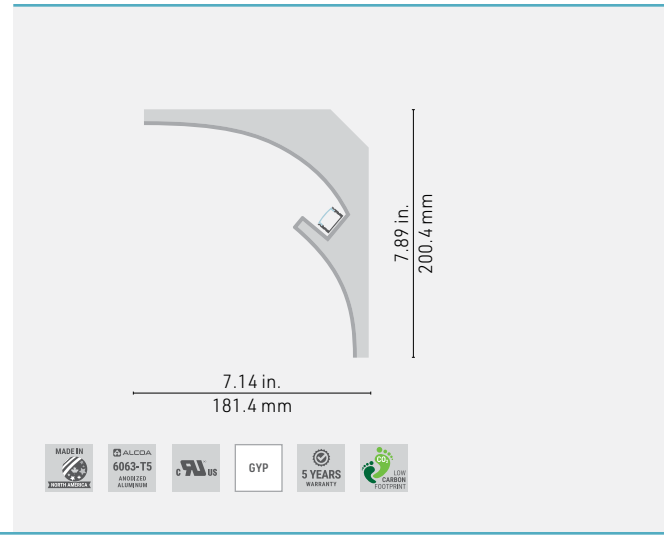 7.89 in.
200.4 mm
7.14 in.
181.4 mm
MADE IN
NORTH AMERICA
ALCOA
6063-T5
ANODIZED
ALUMINUM
c RU US
GYP
5 YEARS
WARRANTY
CO2
LOW
CARBON
FOOTPRINT